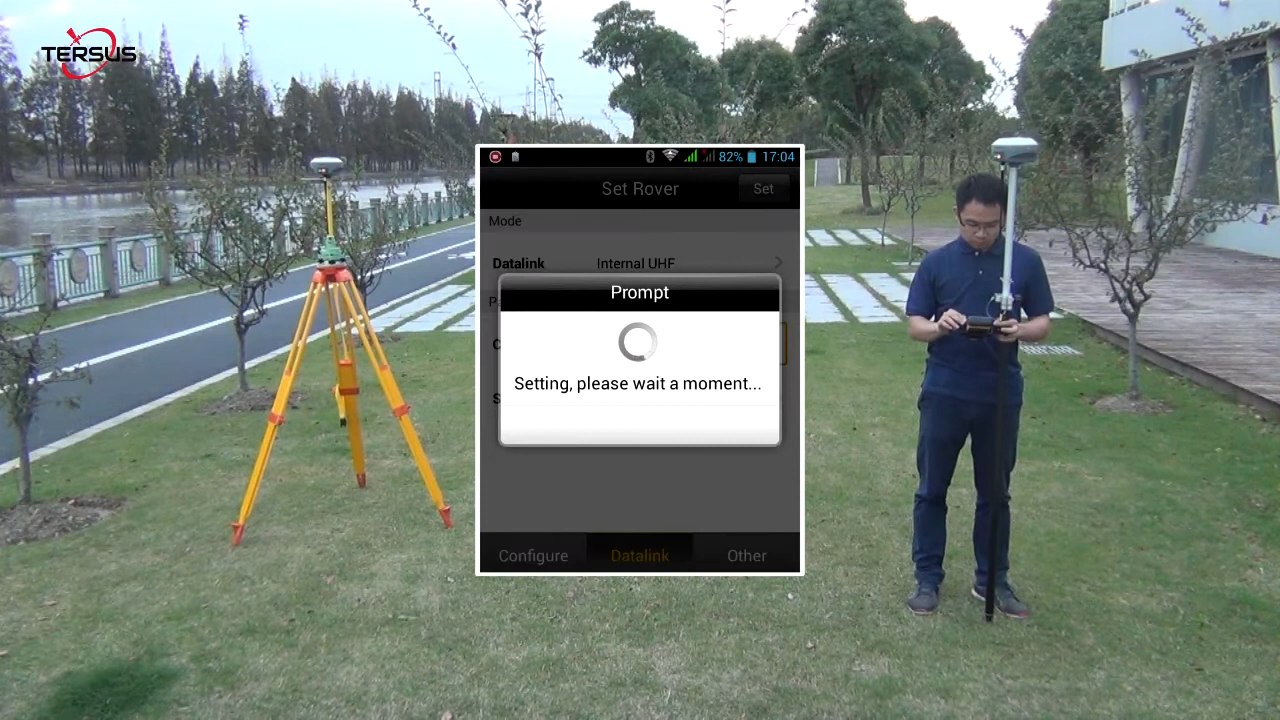 TERSUS
82% 17:04
Set Rover
Set
Mode
Datalink
Internal UHF
Prompt
Setting, please wait a moment...
Configure
Datalink
Other